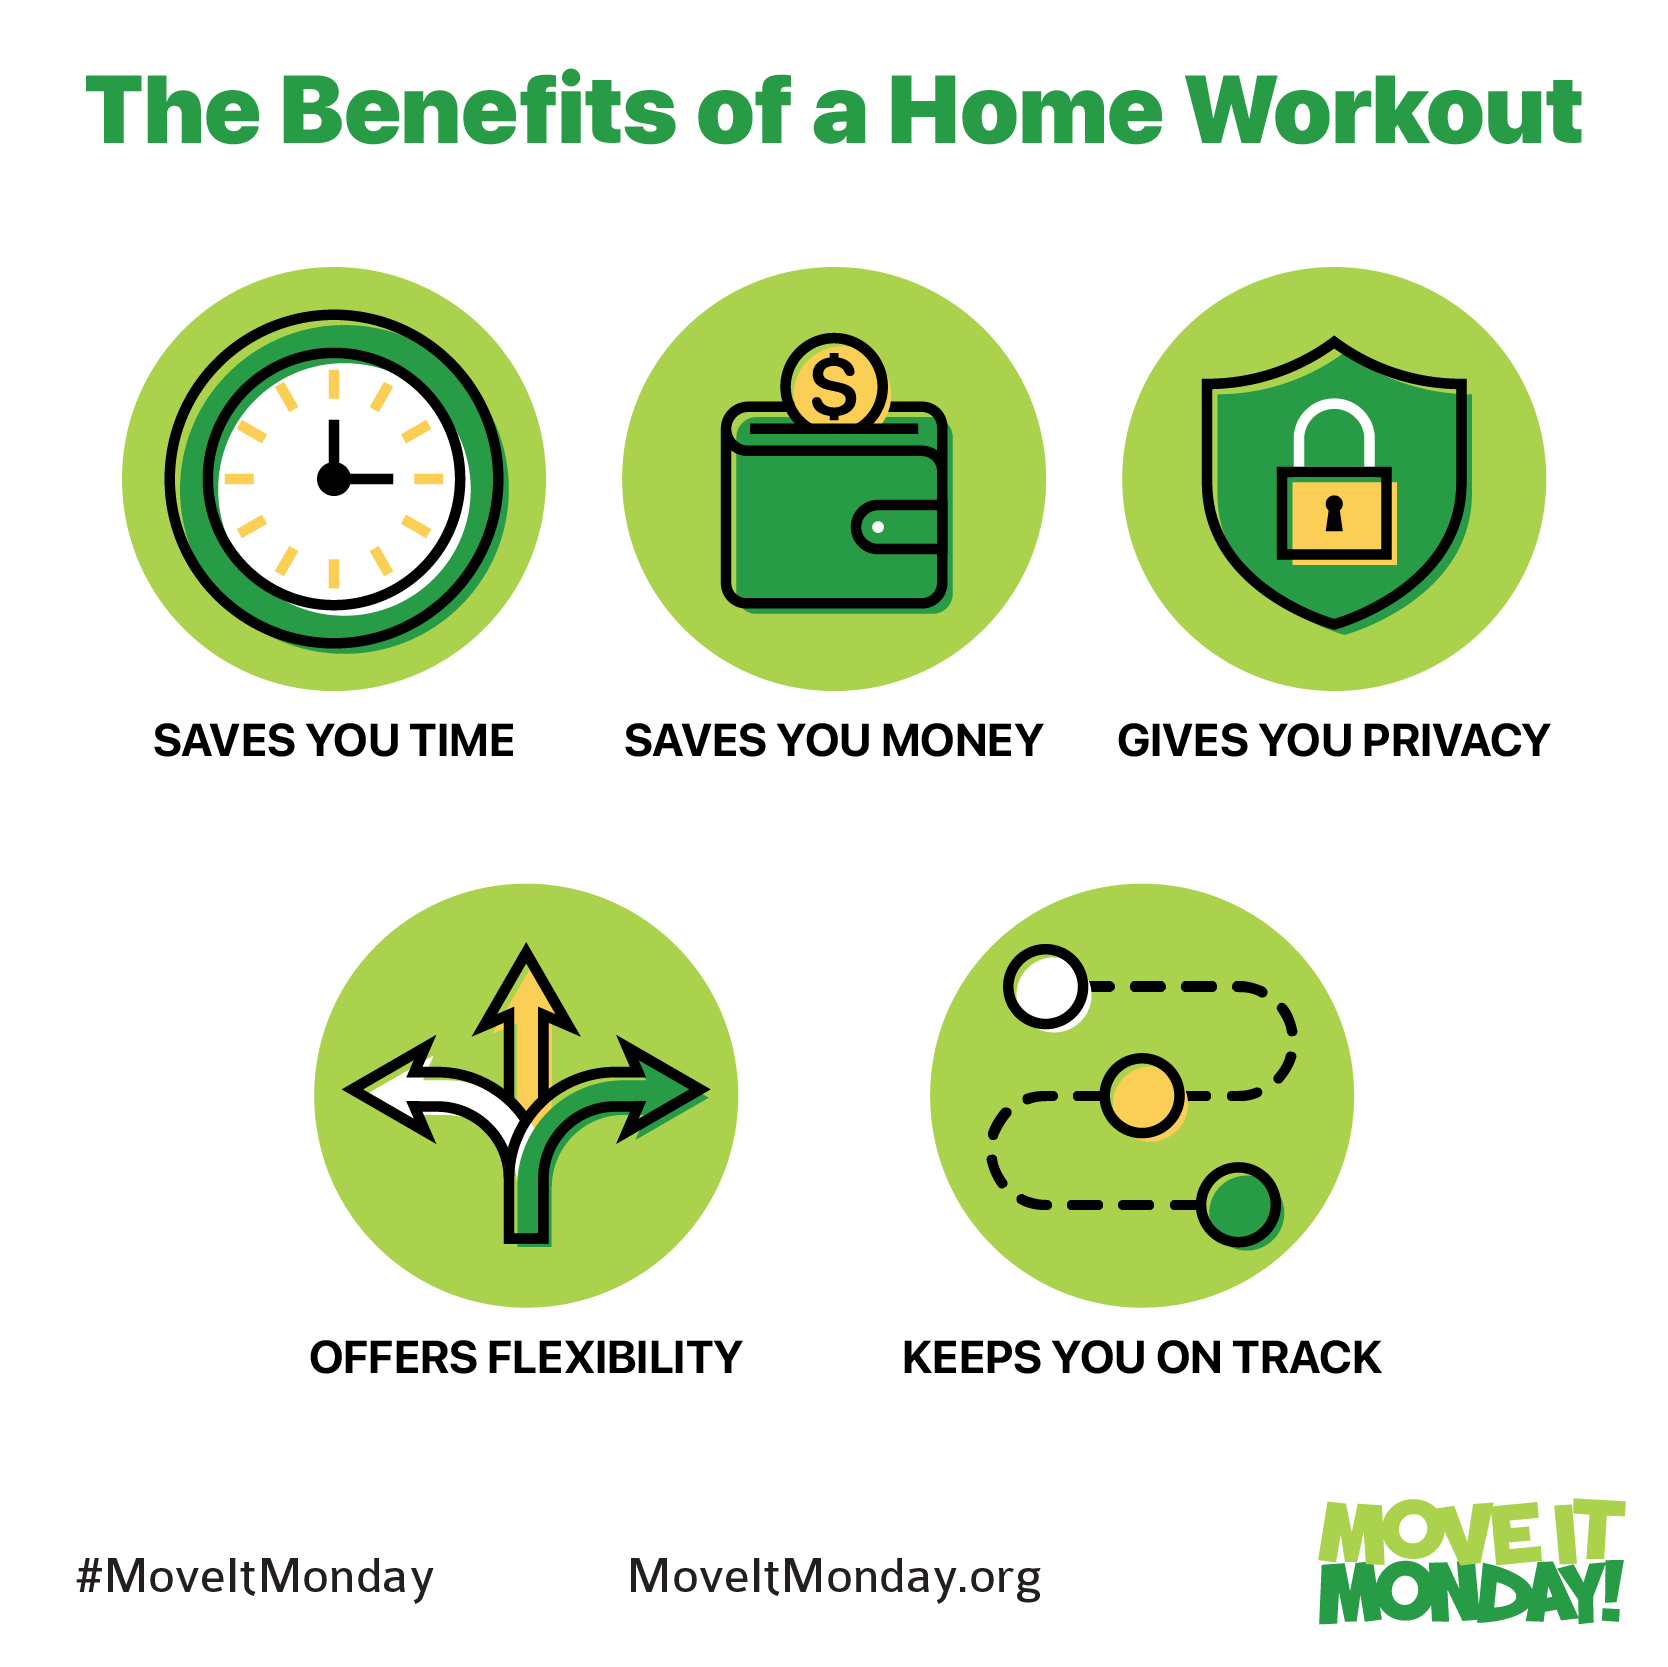 The Benefits of a Home Workout
$
SAVES YOU TIME
SAVES YOU MONEY
GIVES YOU PRIVACY
OFFERS FLEXIBILITY
KEEPS YOU ON TRACK
#MoveItMonday
MoveItMonday.org
MOVE IT
MONDAY!